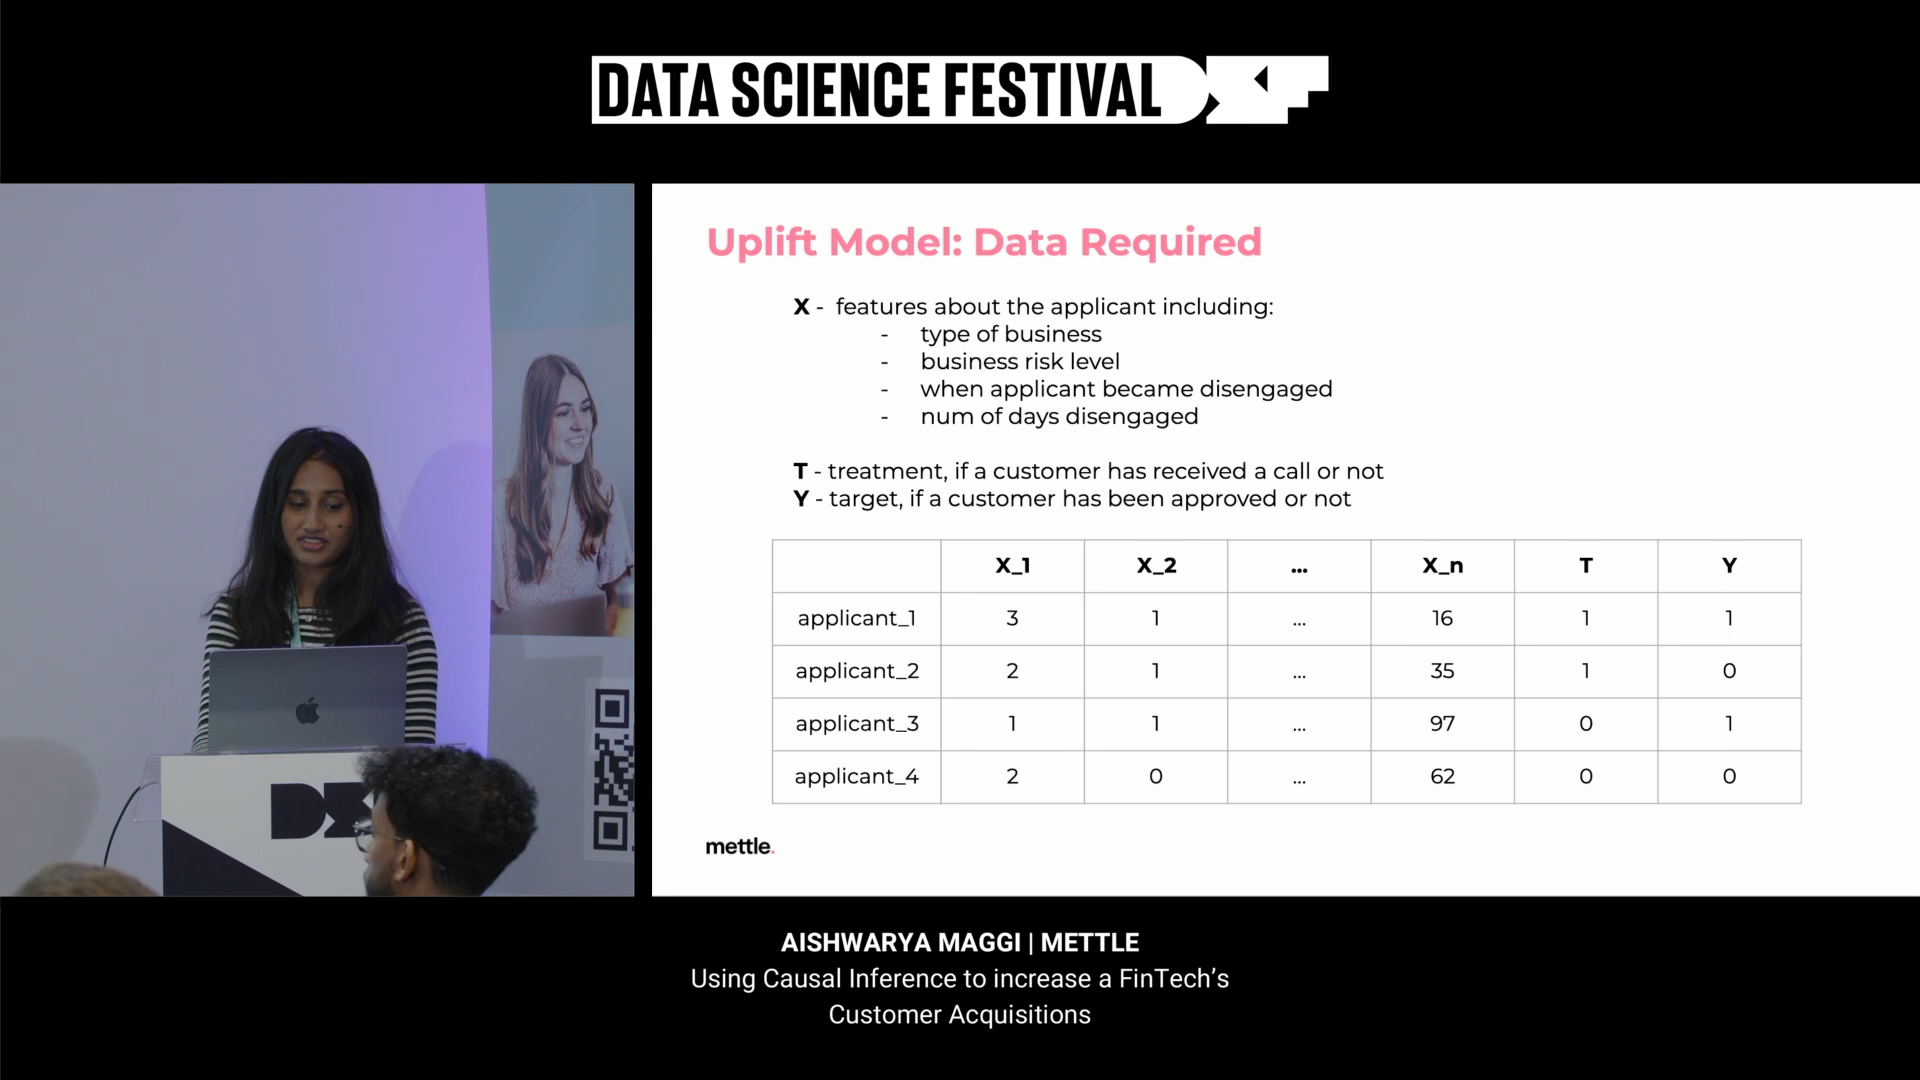 DATA SCIENCE FESTIVAL
Uplift Model: Data Required
X - features about the applicant including:
- type of business
- business risk level
- when applicant became disengaged
- num of days disengaged
T - treatment, if a customer has received a call or not
Y - target, if a customer has been approved or not
X_1 X_2 ... X_n T Y
applicant_1 3 1 ... 16 1 1
applicant_2 2 1 ... 35 1 0
applicant_3 1 1 ... 97 0 1
applicant_4 2 0 ... 62 0 0
mettle.
AISHWARYA MAGGI | METTLE
Using Causal Inference to increase a FinTech’s
Customer Acquisitions